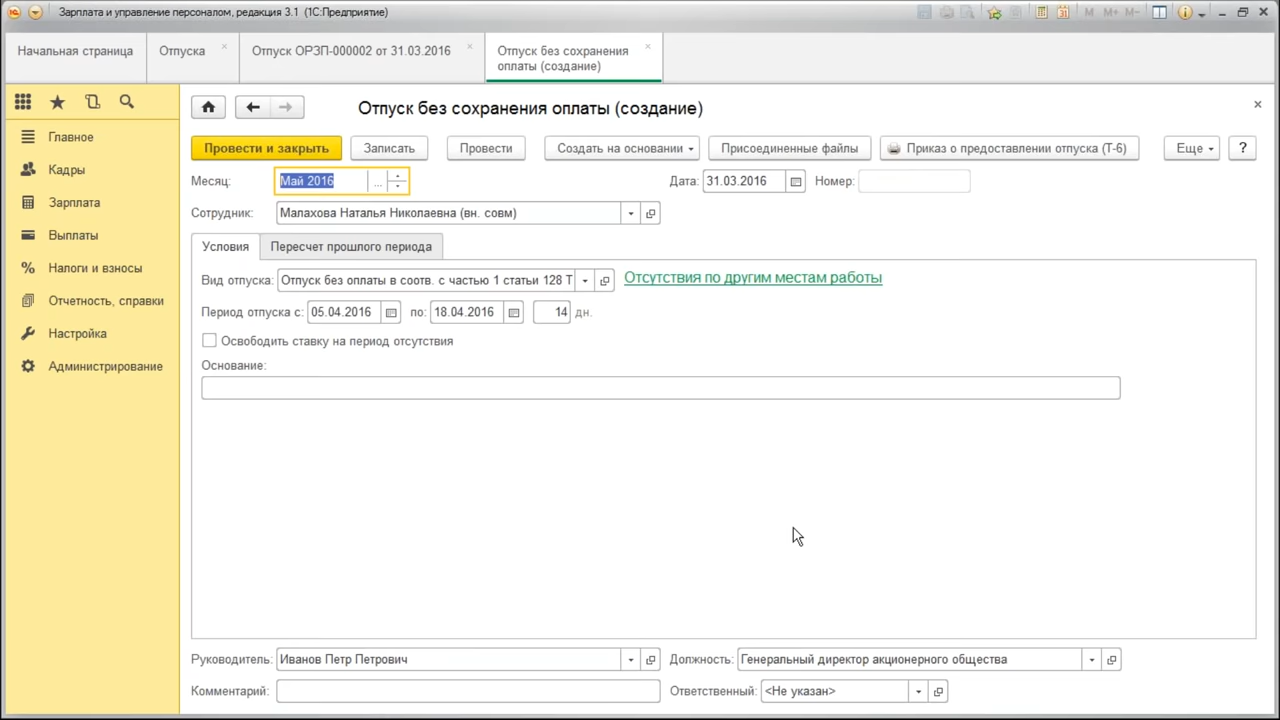 Зарплата и управление персоналом, редакция 3.1 (1С:Предприятие)
M M+ M-
Начальная страница
Отпуска
Отпуск ОРЗП-000002 от 31.03.2016
Отпуск без сохранения
оплаты (создание)
Главное
Кадры
Зарплата
Выплаты
Налоги и взносы
Отчетность, справки
Настройка
Администрирование
Отпуск без сохранения оплаты (создание)
Провести и закрыть
Записать
Провести
Создать на основании
Присоединенные файлы
Приказ о предоставлении отпуска (Т-6)
Еще
?
Месяц: Май 2016 ...
Дата: 31.03.2016
Номер:
Сотрудник: Малахова Наталья Николаевна (вн. совм)
Условия
Пересчет прошлого периода
Вид отпуска: Отпуск без оплаты в соотв. с частью 1 статьи 128 Т
Отсутствия по другим местам работы
Период отпуска с: 05.04.2016 по: 18.04.2016 14 дн.
Освободить ставку на период отсутствия
Основание:
Руководитель: Иванов Петр Петрович
Должность: Генеральный директор акционерного общества
Комментарий:
Ответственный: <Не указан>